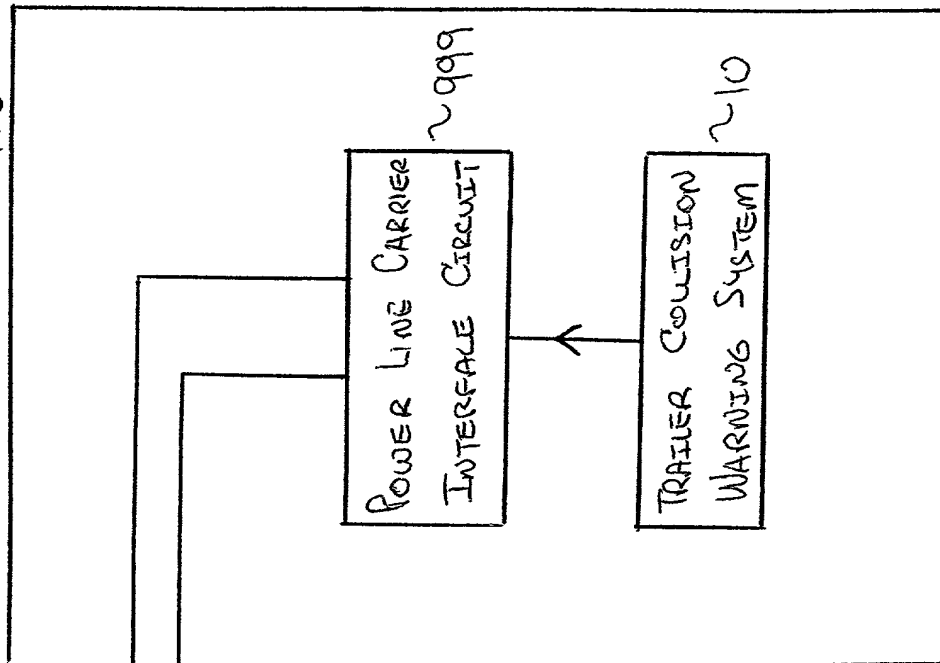 POWER LINE CARRIER
INTERFACE CIRCUIT
~999
TRAILER COLLISION
WARNING SYSTEM
~10